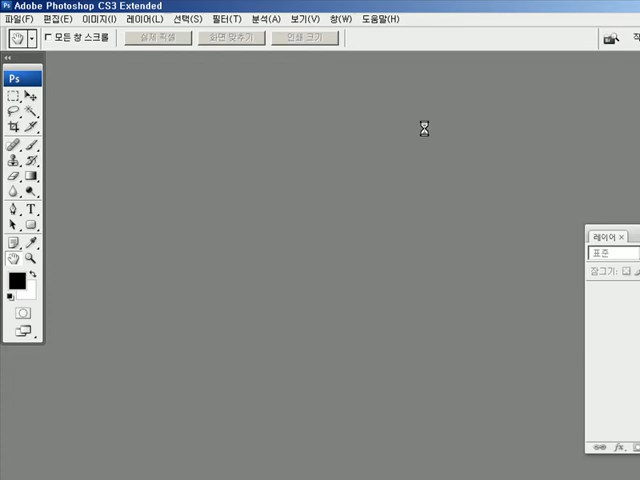 Adobe Photoshop CS3 Extended
파일(F) 편집(E) 이미지(I) 레이어(L) 선택(S) 필터(T) 분석(A) 보기(V) 창(W) 도움말(H)
모든 창 스크롤 실제 픽셀 화면 맞추기 인쇄 크기
Ps
T
레이어 x
표준
잠그기:
fx